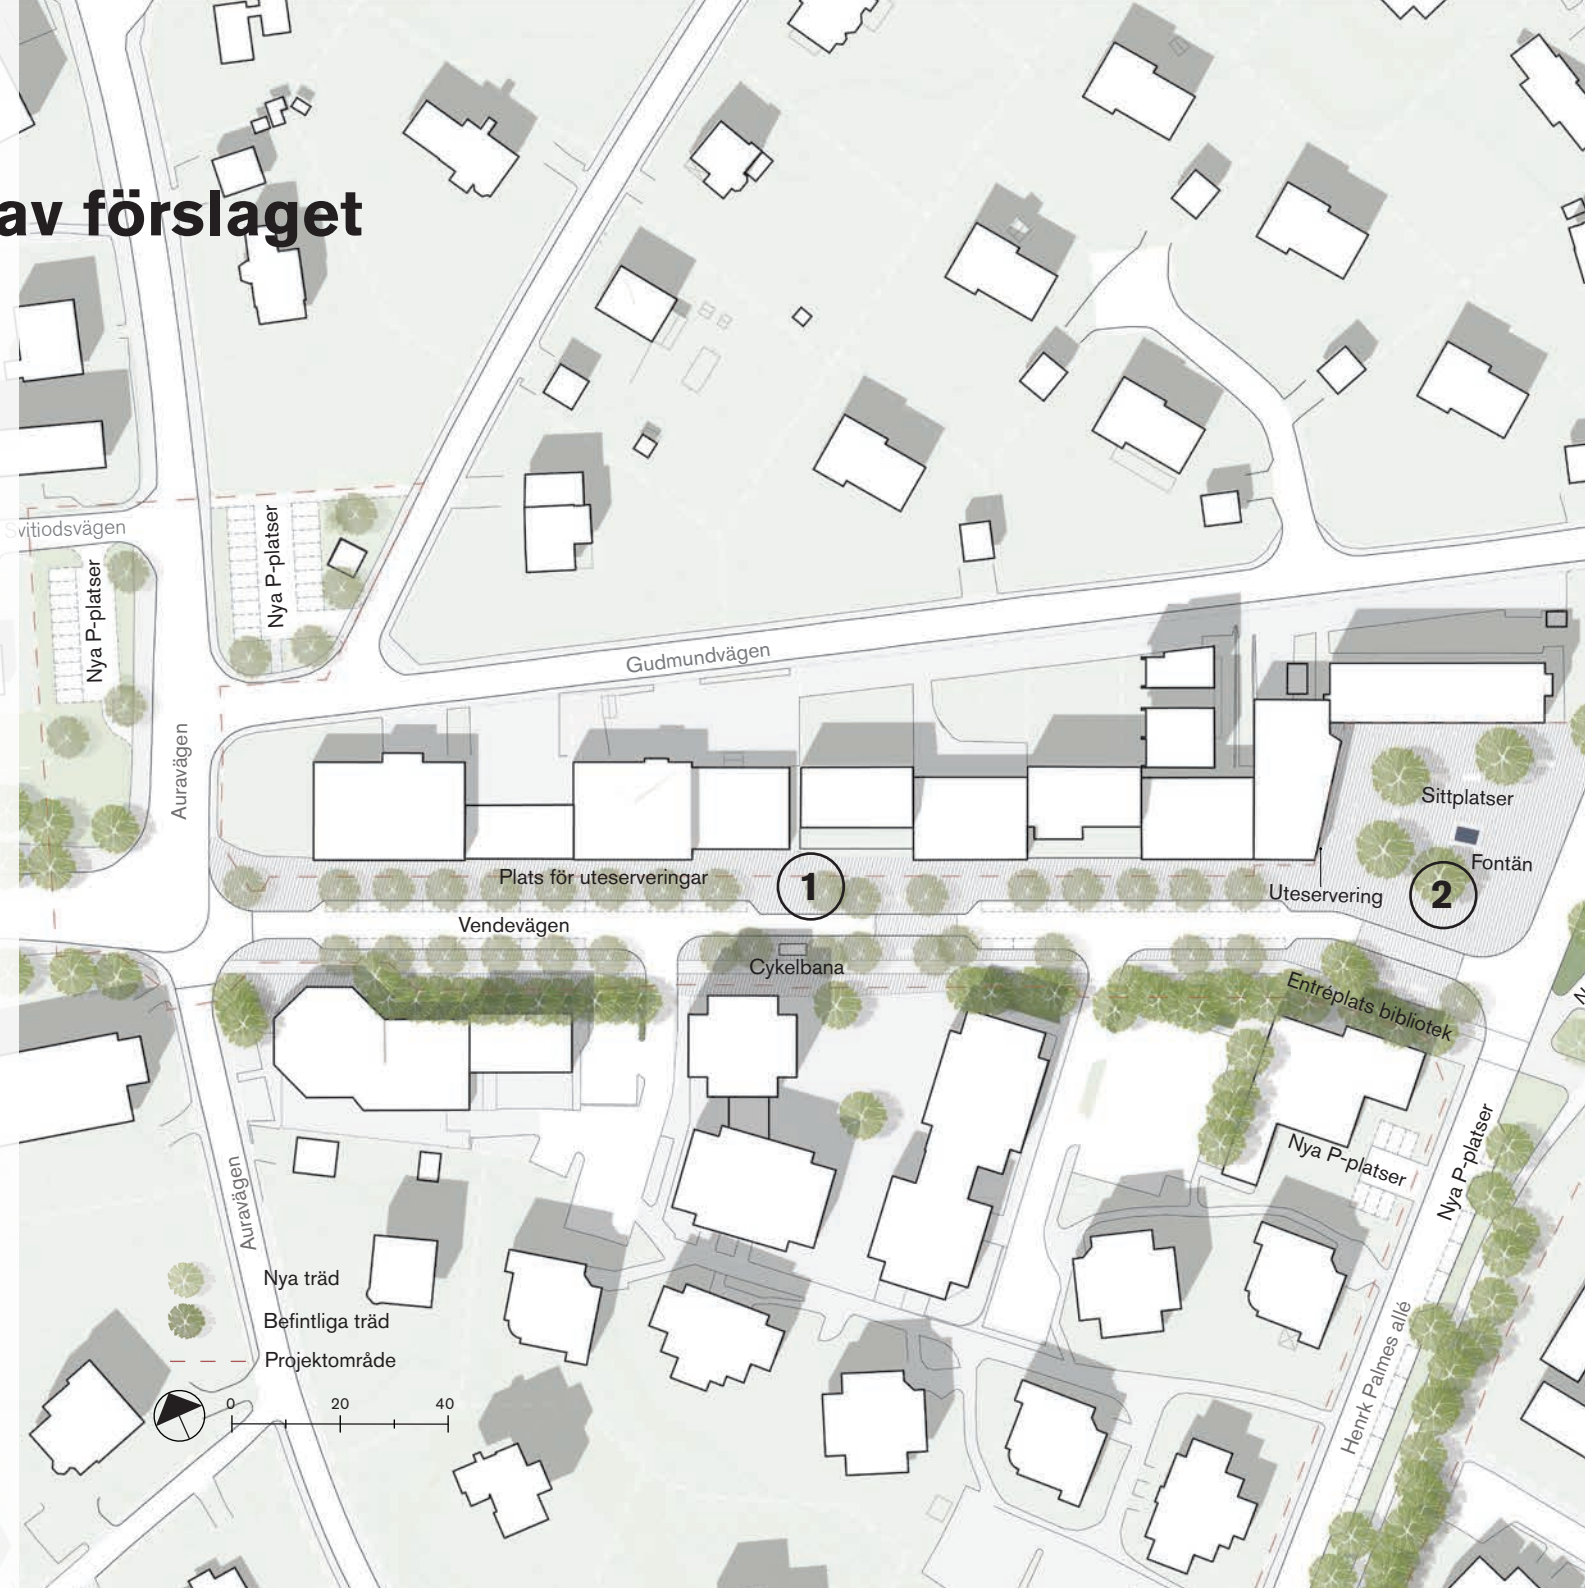 av förslaget
Svitiodsvägen
Nya P-platser
Nya P-platser
Gudmundvägen
Auravägen
Sittplatser
Fontän
Plats för uteserveringar
1
Uteservering
2
Vendevägen
Cykelbana
Entréplats bibliotek
Nya P-platser
Nya P-platser
Auravägen
Henrk Palmes allé
Nya träd
Befintliga träd
Projektområde
0 20 40